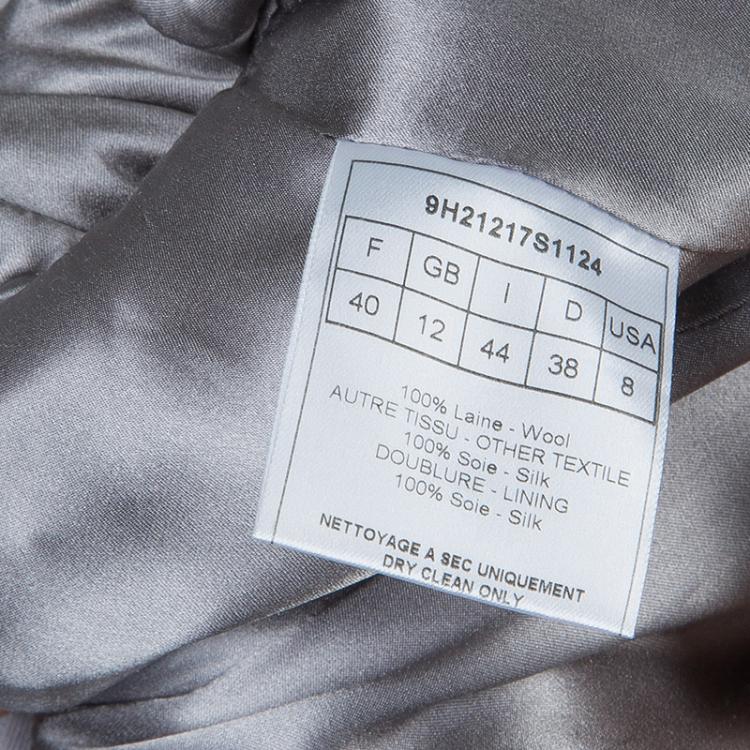 9H21217S1124
F GB I D USA
40 12 44 38 8
100% Laine - Wool
AUTRE TISSU - OTHER TEXTILE
100% Soie - Silk
DOUBLURE - LINING
100% Soie - Silk
NETTOYAGE A SEC UNIQUEMENT
DRY CLEAN ONLY